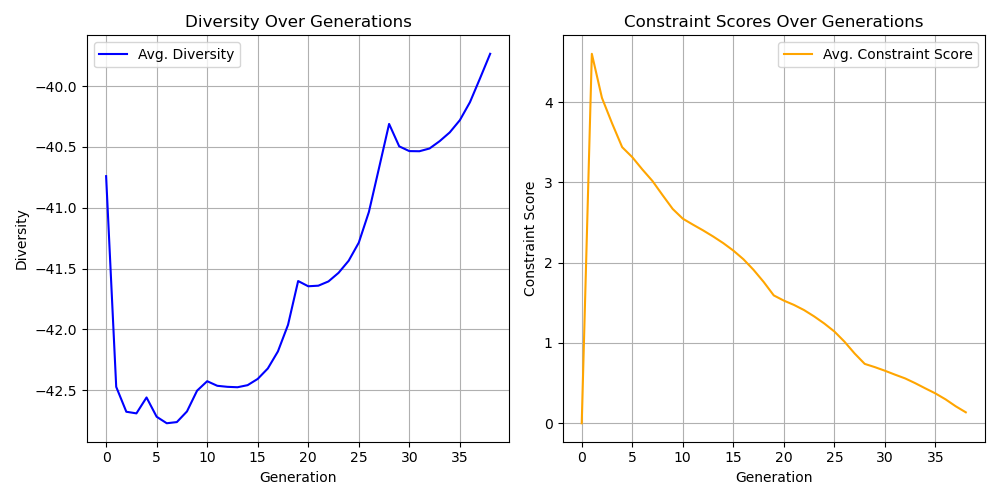 Diversity Over Generations
Avg. Diversity
−40.0
−40.5
−41.0
−41.5
−42.0
−42.5
Diversity
0 5 10 15 20 25 30 35
Generation
Constraint Scores Over Generations
Avg. Constraint Score
4
3
2
1
0
Constraint Score
0 5 10 15 20 25 30 35
Generation